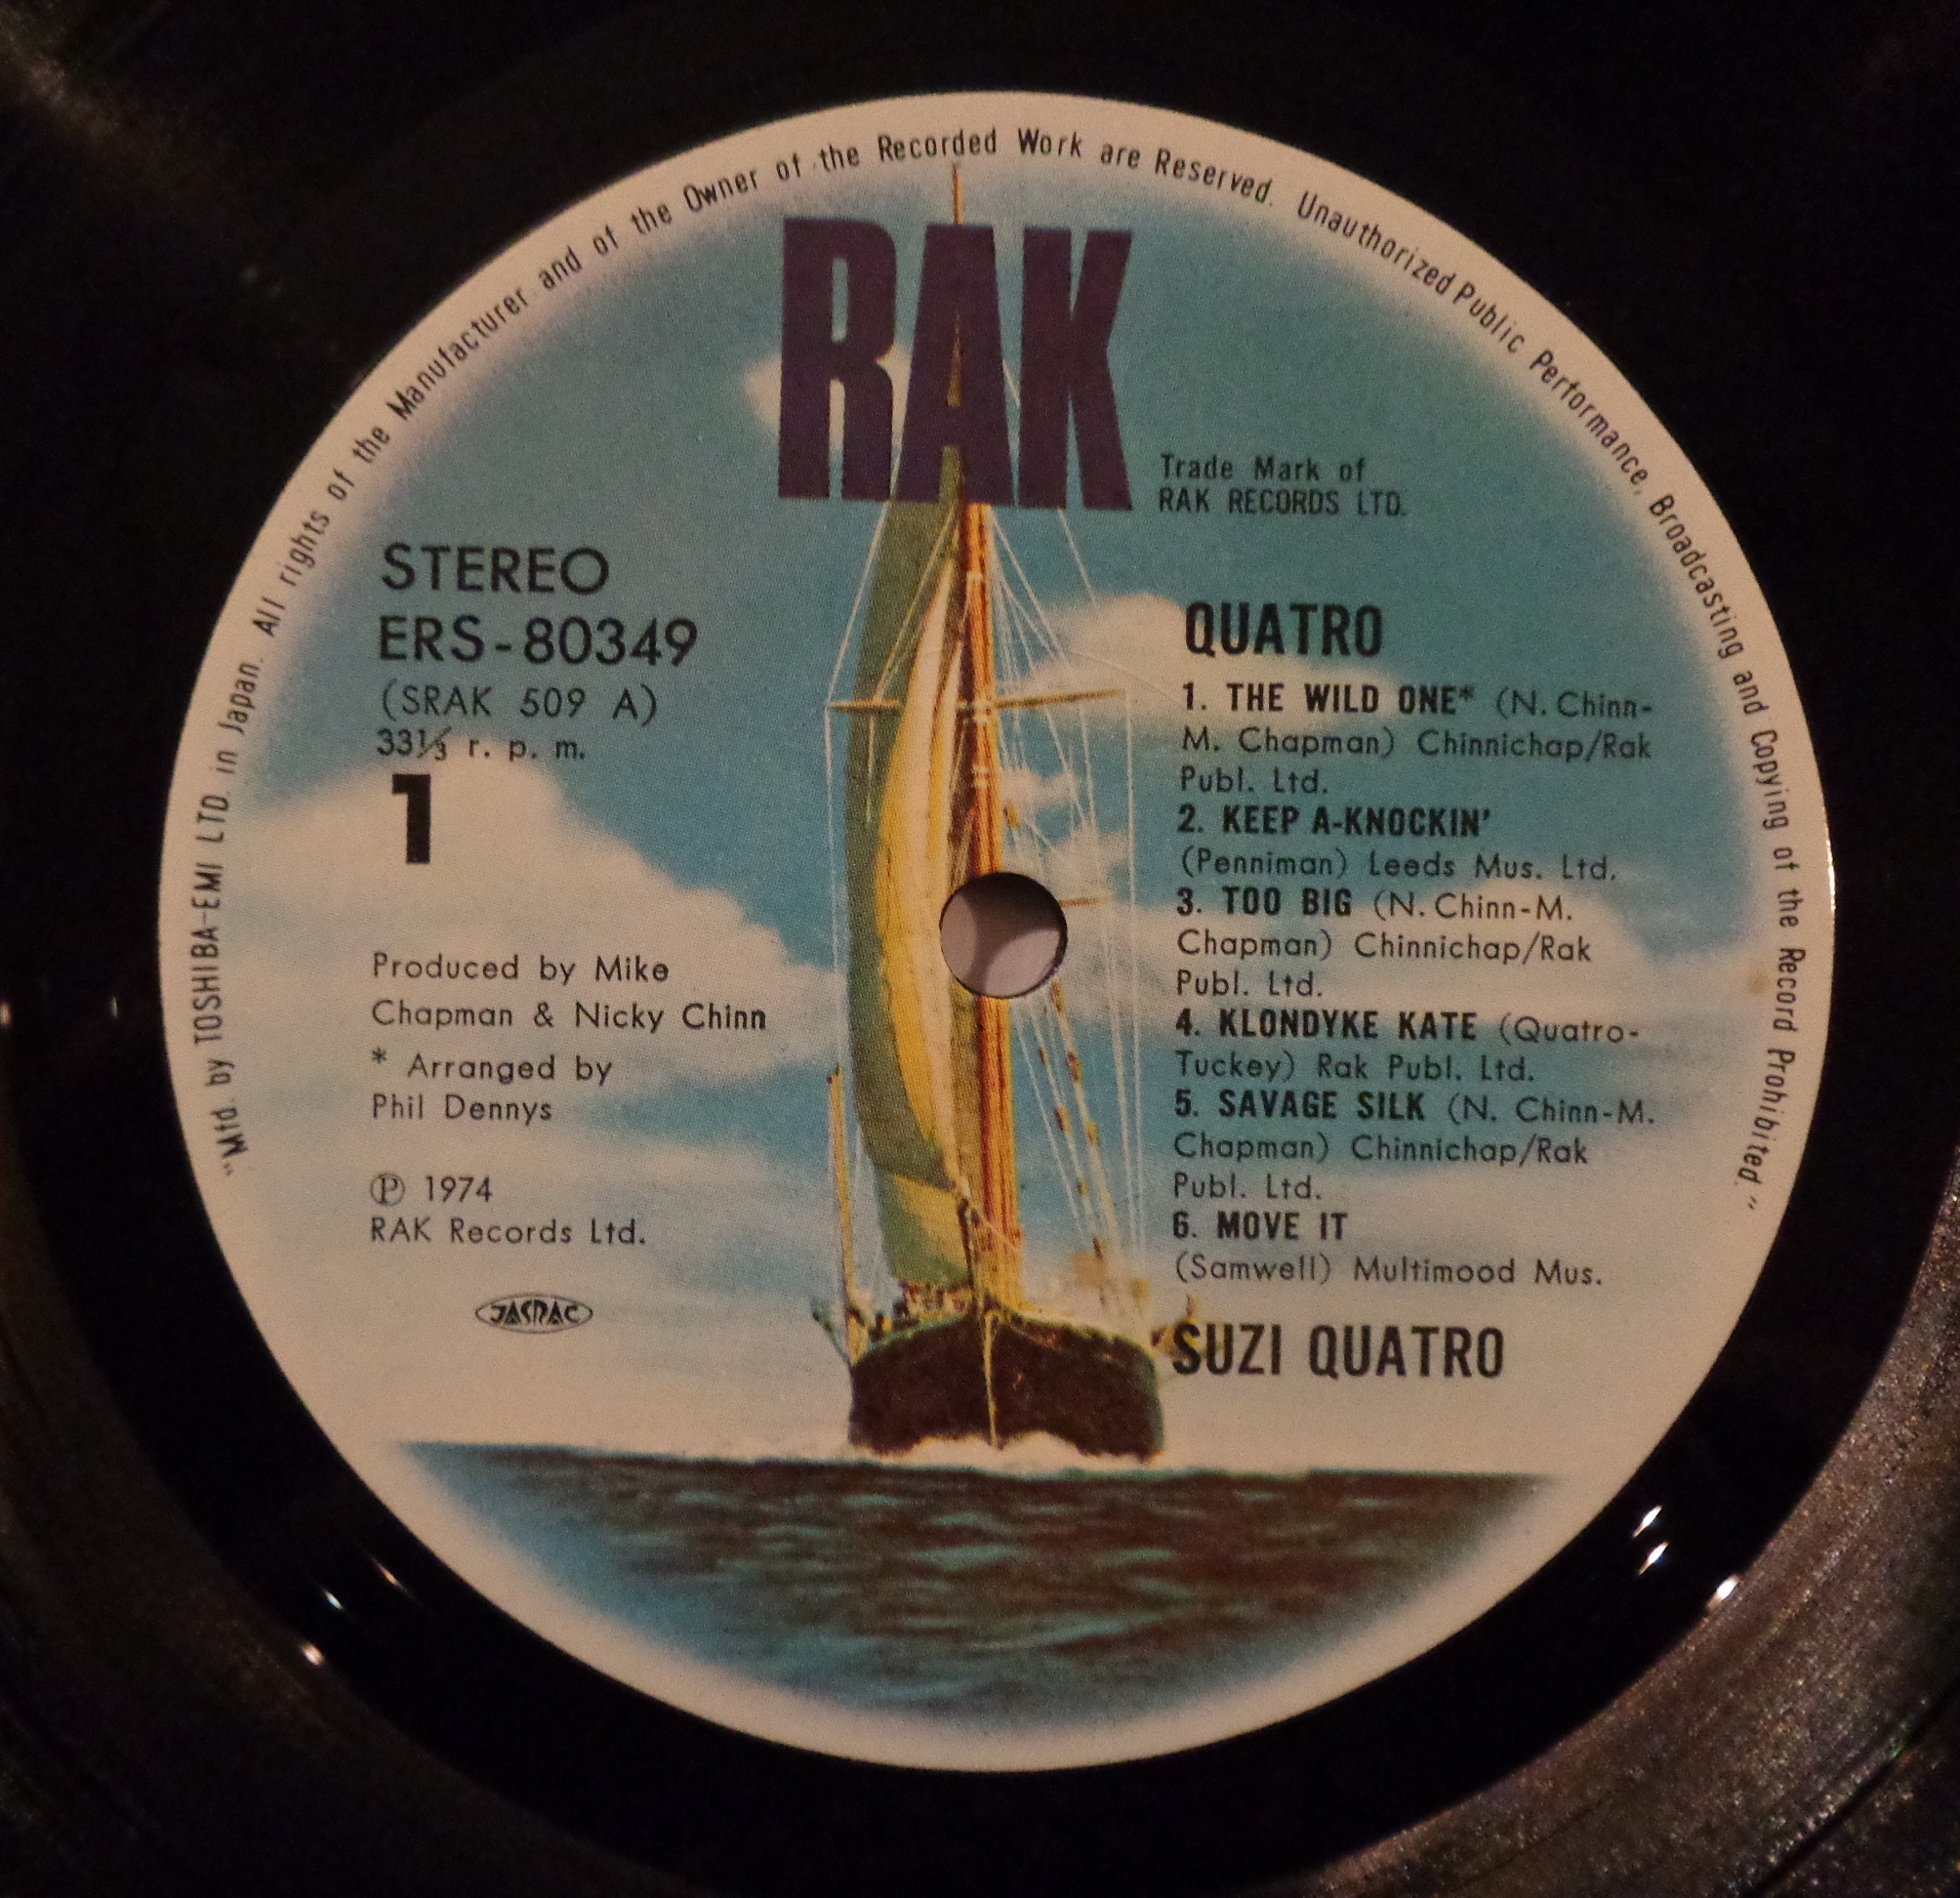 "Mfd. by TOSHIBA-EMI LTD. in Japan. All rights of the Manufacturer and of the Owner of the Recorded Work are Reserved. Unauthorized Public Performance, Broadcasting and Copying of the Record Prohibited."
RAK
Trade Mark of
RAK RECORDS LTD.
STEREO
ERS-80349
(SRAK 509 A)
33⅓ r. p. m.
1
Produced by Mike
Chapman & Nicky Chinn
* Arranged by
Phil Dennys
℗ 1974
RAK Records Ltd.
JASRAC
QUATRO
1. THE WILD ONE* (N. Chinn-
M. Chapman) Chinnichap/Rak
Publ. Ltd.
2. KEEP A-KNOCKIN'
(Penniman) Leeds Mus. Ltd.
3. TOO BIG (N. Chinn-M.
Chapman) Chinnichap/Rak
Publ. Ltd.
4. KLONDYKE KATE (Quatro-
Tuckey) Rak Publ. Ltd.
5. SAVAGE SILK (N. Chinn-M.
Chapman) Chinnichap/Rak
Publ. Ltd.
6. MOVE IT
(Samwell) Multimood Mus.
SUZI QUATRO